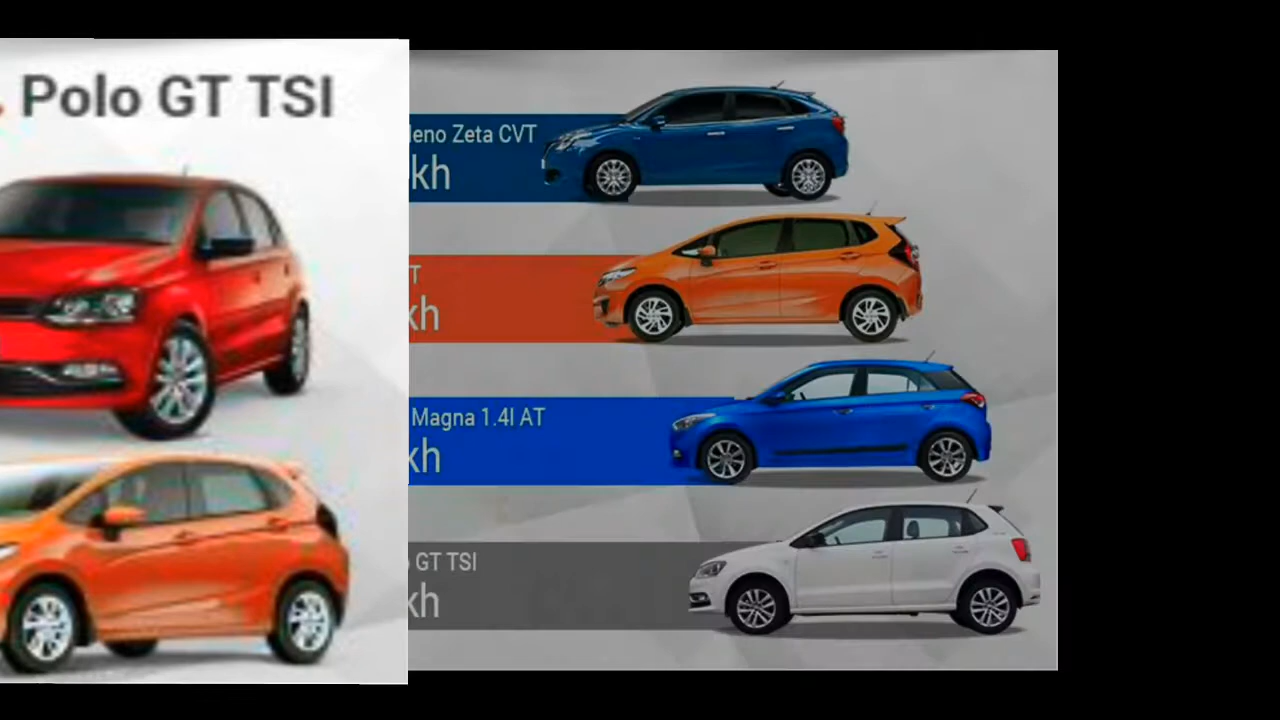 Polo GT TSI
leno Zeta CVT
kh
T
kh
Magna 1.4l AT
kh
GT TSI
kh